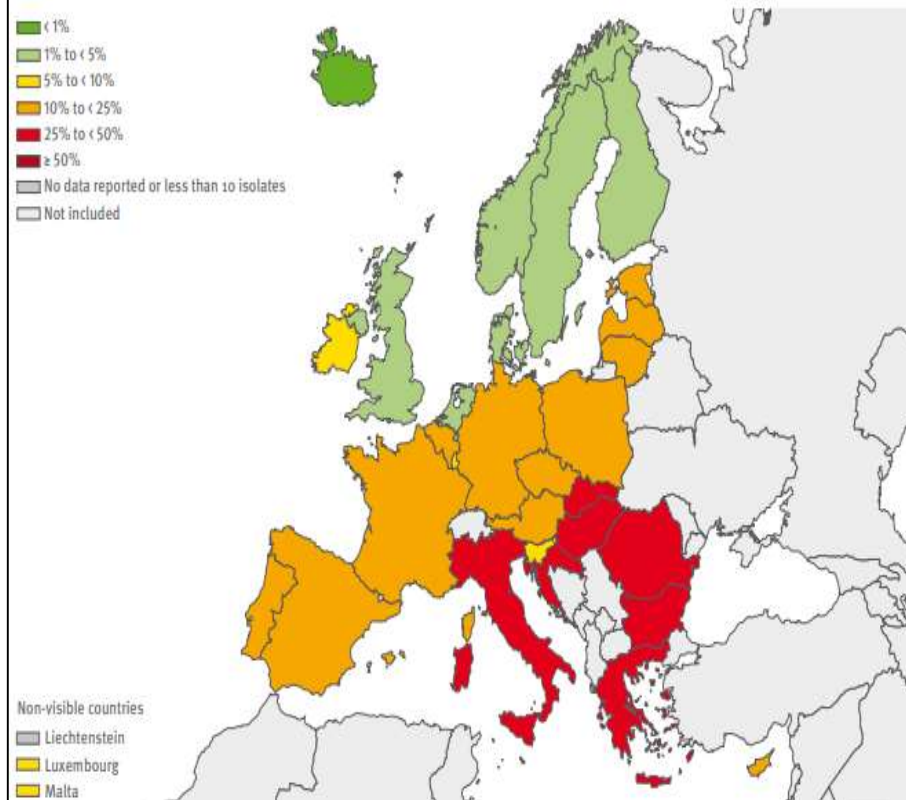 < 1%
1% to < 5%
5% to < 10%
10% to < 25%
25% to < 50%
≥ 50%
No data reported or less than 10 isolates
Not included
Non-visible countries
Liechtenstein
Luxembourg
Malta